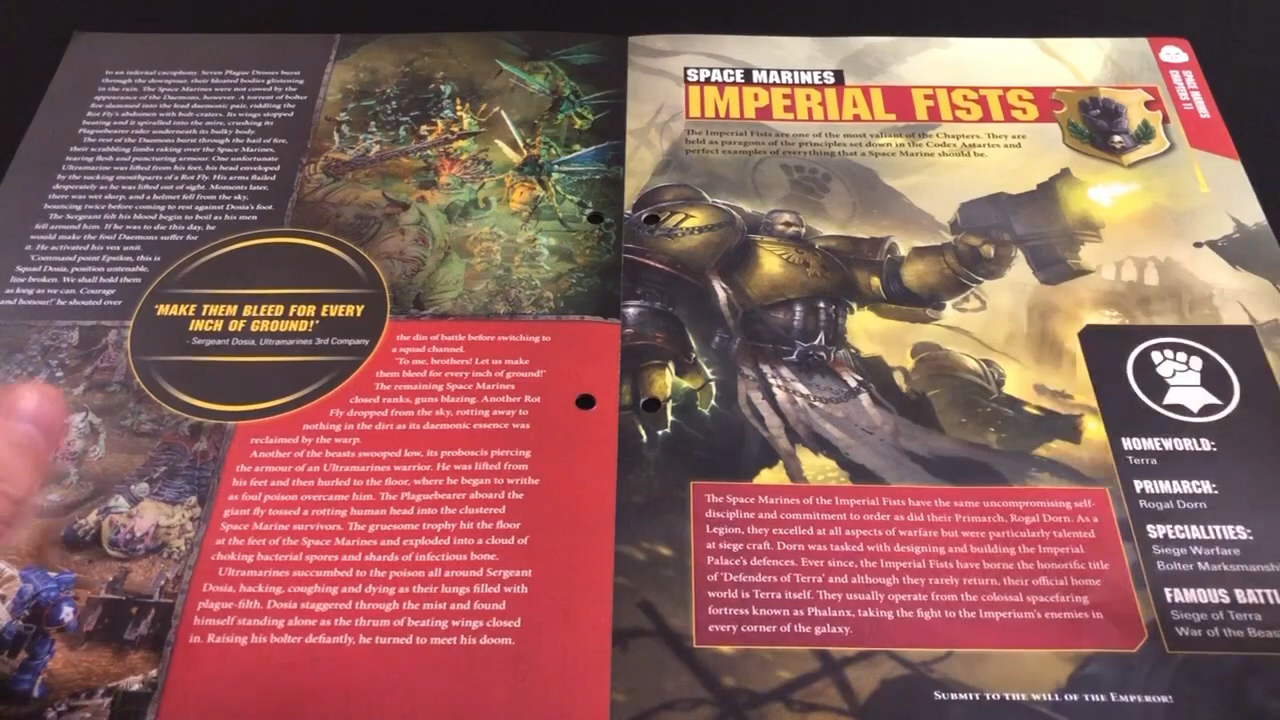 to an infernal cacophony. Seven Plague Drones burst
through the downpour, their bloated bodies glistening
in the rain. The Space Marines were not cowed by the
appearance of the Daemons, however. A torrent of bolter
fire slammed into the lead daemonic pair, riddling the
Rot Fly's abdomen with bolt-craters. Its wings stopped
beating and it spiralled into the mire, crushing its
Plaguebearer rider underneath its bulky body.
The rest of the Daemons burst through the hail of fire,
their scrabbling limbs raking over the Space Marines,
tearing flesh and puncturing armour. One unfortunate
Ultramarine was lifted from his feet, his head enveloped
by the sucking mouthparts of a Rot Fly. His arms flailed
desperately as he was lifted out of sight. Moments later,
there was wet slurp, and a helmet fell from the sky,
bouncing twice before coming to rest against Dosia's foot.
The Sergeant felt his blood begin to boil as his men
fell around him. If he was to die this day, he
would make the foul Daemons suffer for
it. He activated his vox unit.
'Command point Epsilon, this is
Squad Dosia, position untenable,
line broken. We shall hold them
as long as we can. Courage
and honour!' he shouted over
'MAKE THEM BLEED FOR EVERY
INCH OF GROUND!'
- Sergeant Dosia, Ultramarines 3rd Company
the din of battle before switching to
a squad channel.
'To me, brothers! Let us make
them bleed for every inch of ground!'
The remaining Space Marines
closed ranks, guns blazing. Another Rot
Fly dropped from the sky, rotting away to
nothing in the dirt as its daemonic essence was
reclaimed by the warp.
Another of the beasts swooped low, its proboscis piercing
the armour of an Ultramarines warrior. He was lifted from
his feet and then hurled to the floor, where he began to writhe
as foul poison overcame him. The Plaguebearer aboard the
giant fly tossed a rotting human head into the clustered
Space Marine survivors. The gruesome trophy hit the floor
at the feet of the Space Marines and exploded into a cloud of
choking bacterial spores and shards of infectious bone.
Ultramarines succumbed to the poison all around Sergeant
Dosia, hacking, coughing and dying as their lungs filled with
plague-filth. Dosia staggered through the mist and found
himself standing alone as the thrum of beating wings closed
in. Raising his bolter defiantly, he turned to meet his doom.
SPACE MARINES
IMPERIAL FISTS
The Imperial Fists are one of the most valiant of the Chapters. They are
held as paragons of the principles set down in the Codex Astartes and
perfect examples of everything that a Space Marine should be.
SPACE MARINES
CHAPTERS 11
III
The Space Marines of the Imperial Fists have the same uncompromising self-
discipline and commitment to order as did their Primarch, Rogal Dorn. As a
Legion, they excelled at all aspects of warfare but were particularly talented
at siege craft. Dorn was tasked with designing and building the Imperial
Palace's defences. Ever since, the Imperial Fists have borne the honorific title
of 'Defenders of Terra' and although they rarely return, their official home
world is Terra itself. They usually operate from the colossal spacefaring
fortress known as Phalanx, taking the fight to the Imperium's enemies in
every corner of the galaxy.
HOMEWORLD:
Terra
PRIMARCH:
Rogal Dorn
SPECIALITIES:
Siege Warfare
Bolter Marksmansh
FAMOUS BATTL
Siege of Terra
War of the Beas
SUBMIT TO THE WILL OF THE EMPEROR!